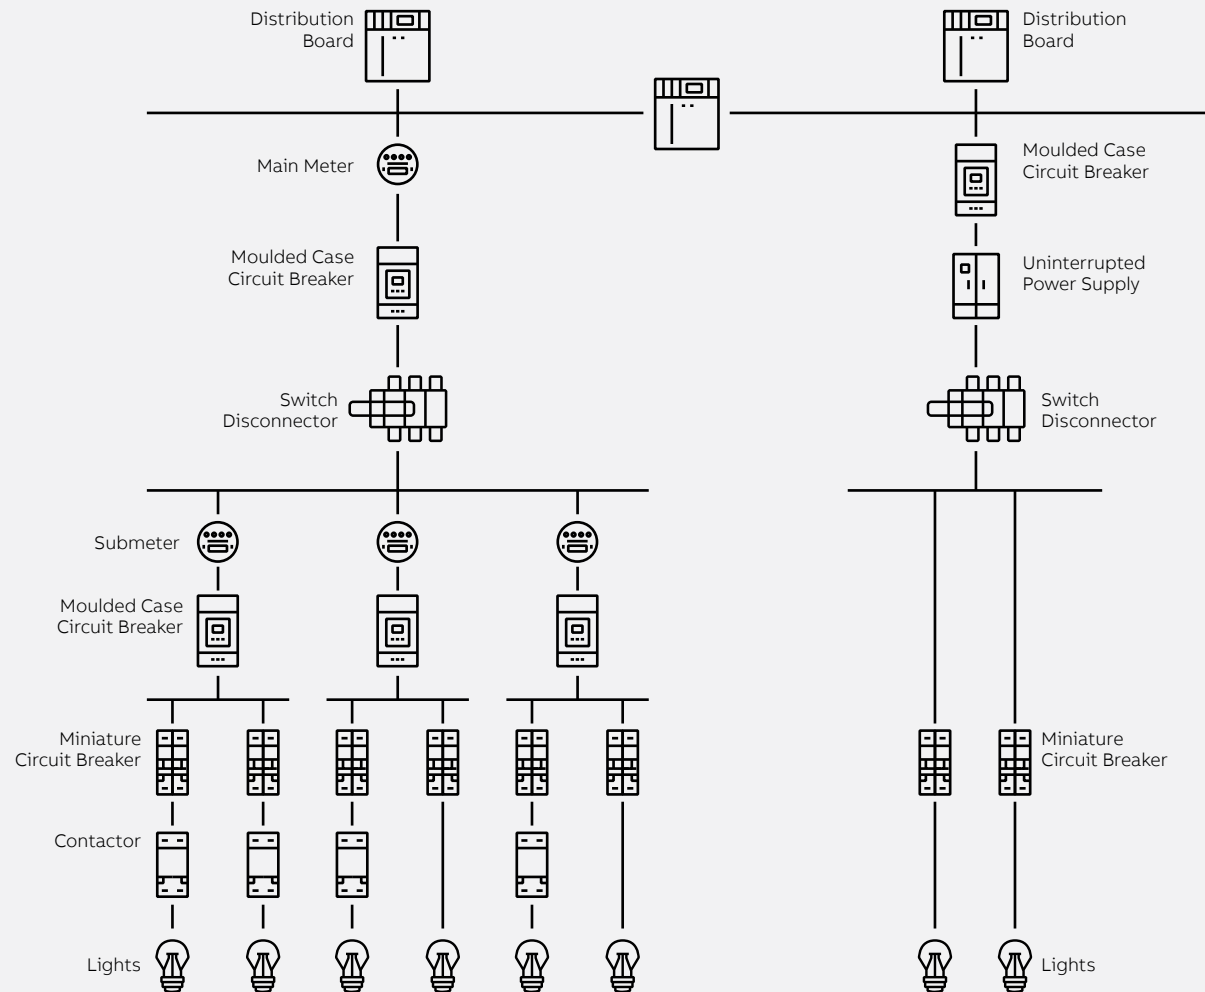 Distribution
Board
Distribution
Board
Main Meter
Moulded Case
Circuit Breaker
Moulded Case
Circuit Breaker
Uninterrupted
Power Supply
Switch
Disconnector
Switch
Disconnector
Submeter
Moulded Case
Circuit Breaker
Miniature
Circuit Breaker
Miniature
Circuit Breaker
Contactor
Lights
Lights